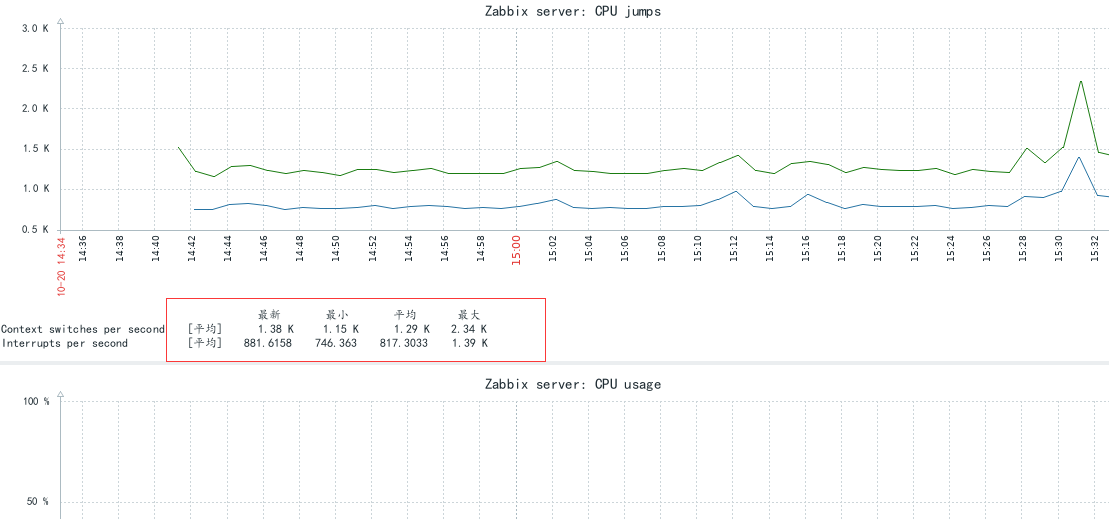 Zabbix server: CPU jumps
3.0 K
2.5 K
2.0 K
1.5 K
1.0 K
0.5 K
10-20 14:34
14:36
14:38
14:40
14:42
14:44
14:46
14:48
14:50
14:52
14:54
14:56
14:58
15:00
15:02
15:04
15:06
15:08
15:10
15:12
15:14
15:16
15:18
15:20
15:22
15:24
15:26
15:28
15:30
15:32
最新 最小 平均 最大
Context switches per second [平均] 1.38 K 1.15 K 1.29 K 2.34 K
Interrupts per second [平均] 881.6158 746.363 817.3033 1.39 K
Zabbix server: CPU usage
100 %
50 %